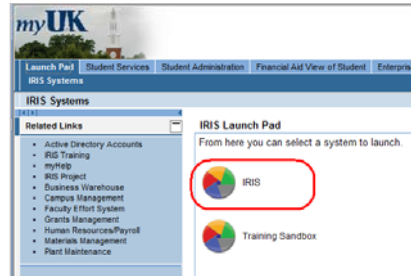 myUK
Launch Pad Student Services Student Administration Financial Aid View of Student Enterpris
IRIS Systems
IRIS Systems
Related Links
Active Directory Accounts
IRIS Training
myHelp
IRIS Project
Business Warehouse
Campus Management
Faculty Effort System
Grants Management
Human Resources/Payroll
Materials Management
Plant Maintenance
IRIS Launch Pad
From here you can select a system to launch.
IRIS
Training Sandbox